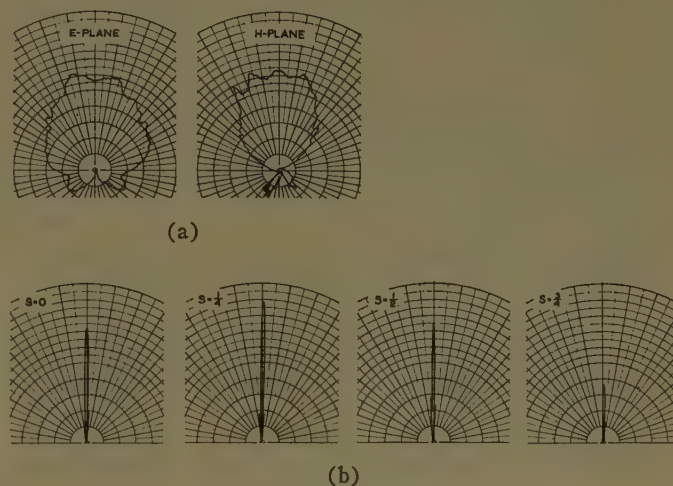 E-PLANE
H-PLANE
(a)
S=0
S=1/4
S=1/2
S=3/4
(b)